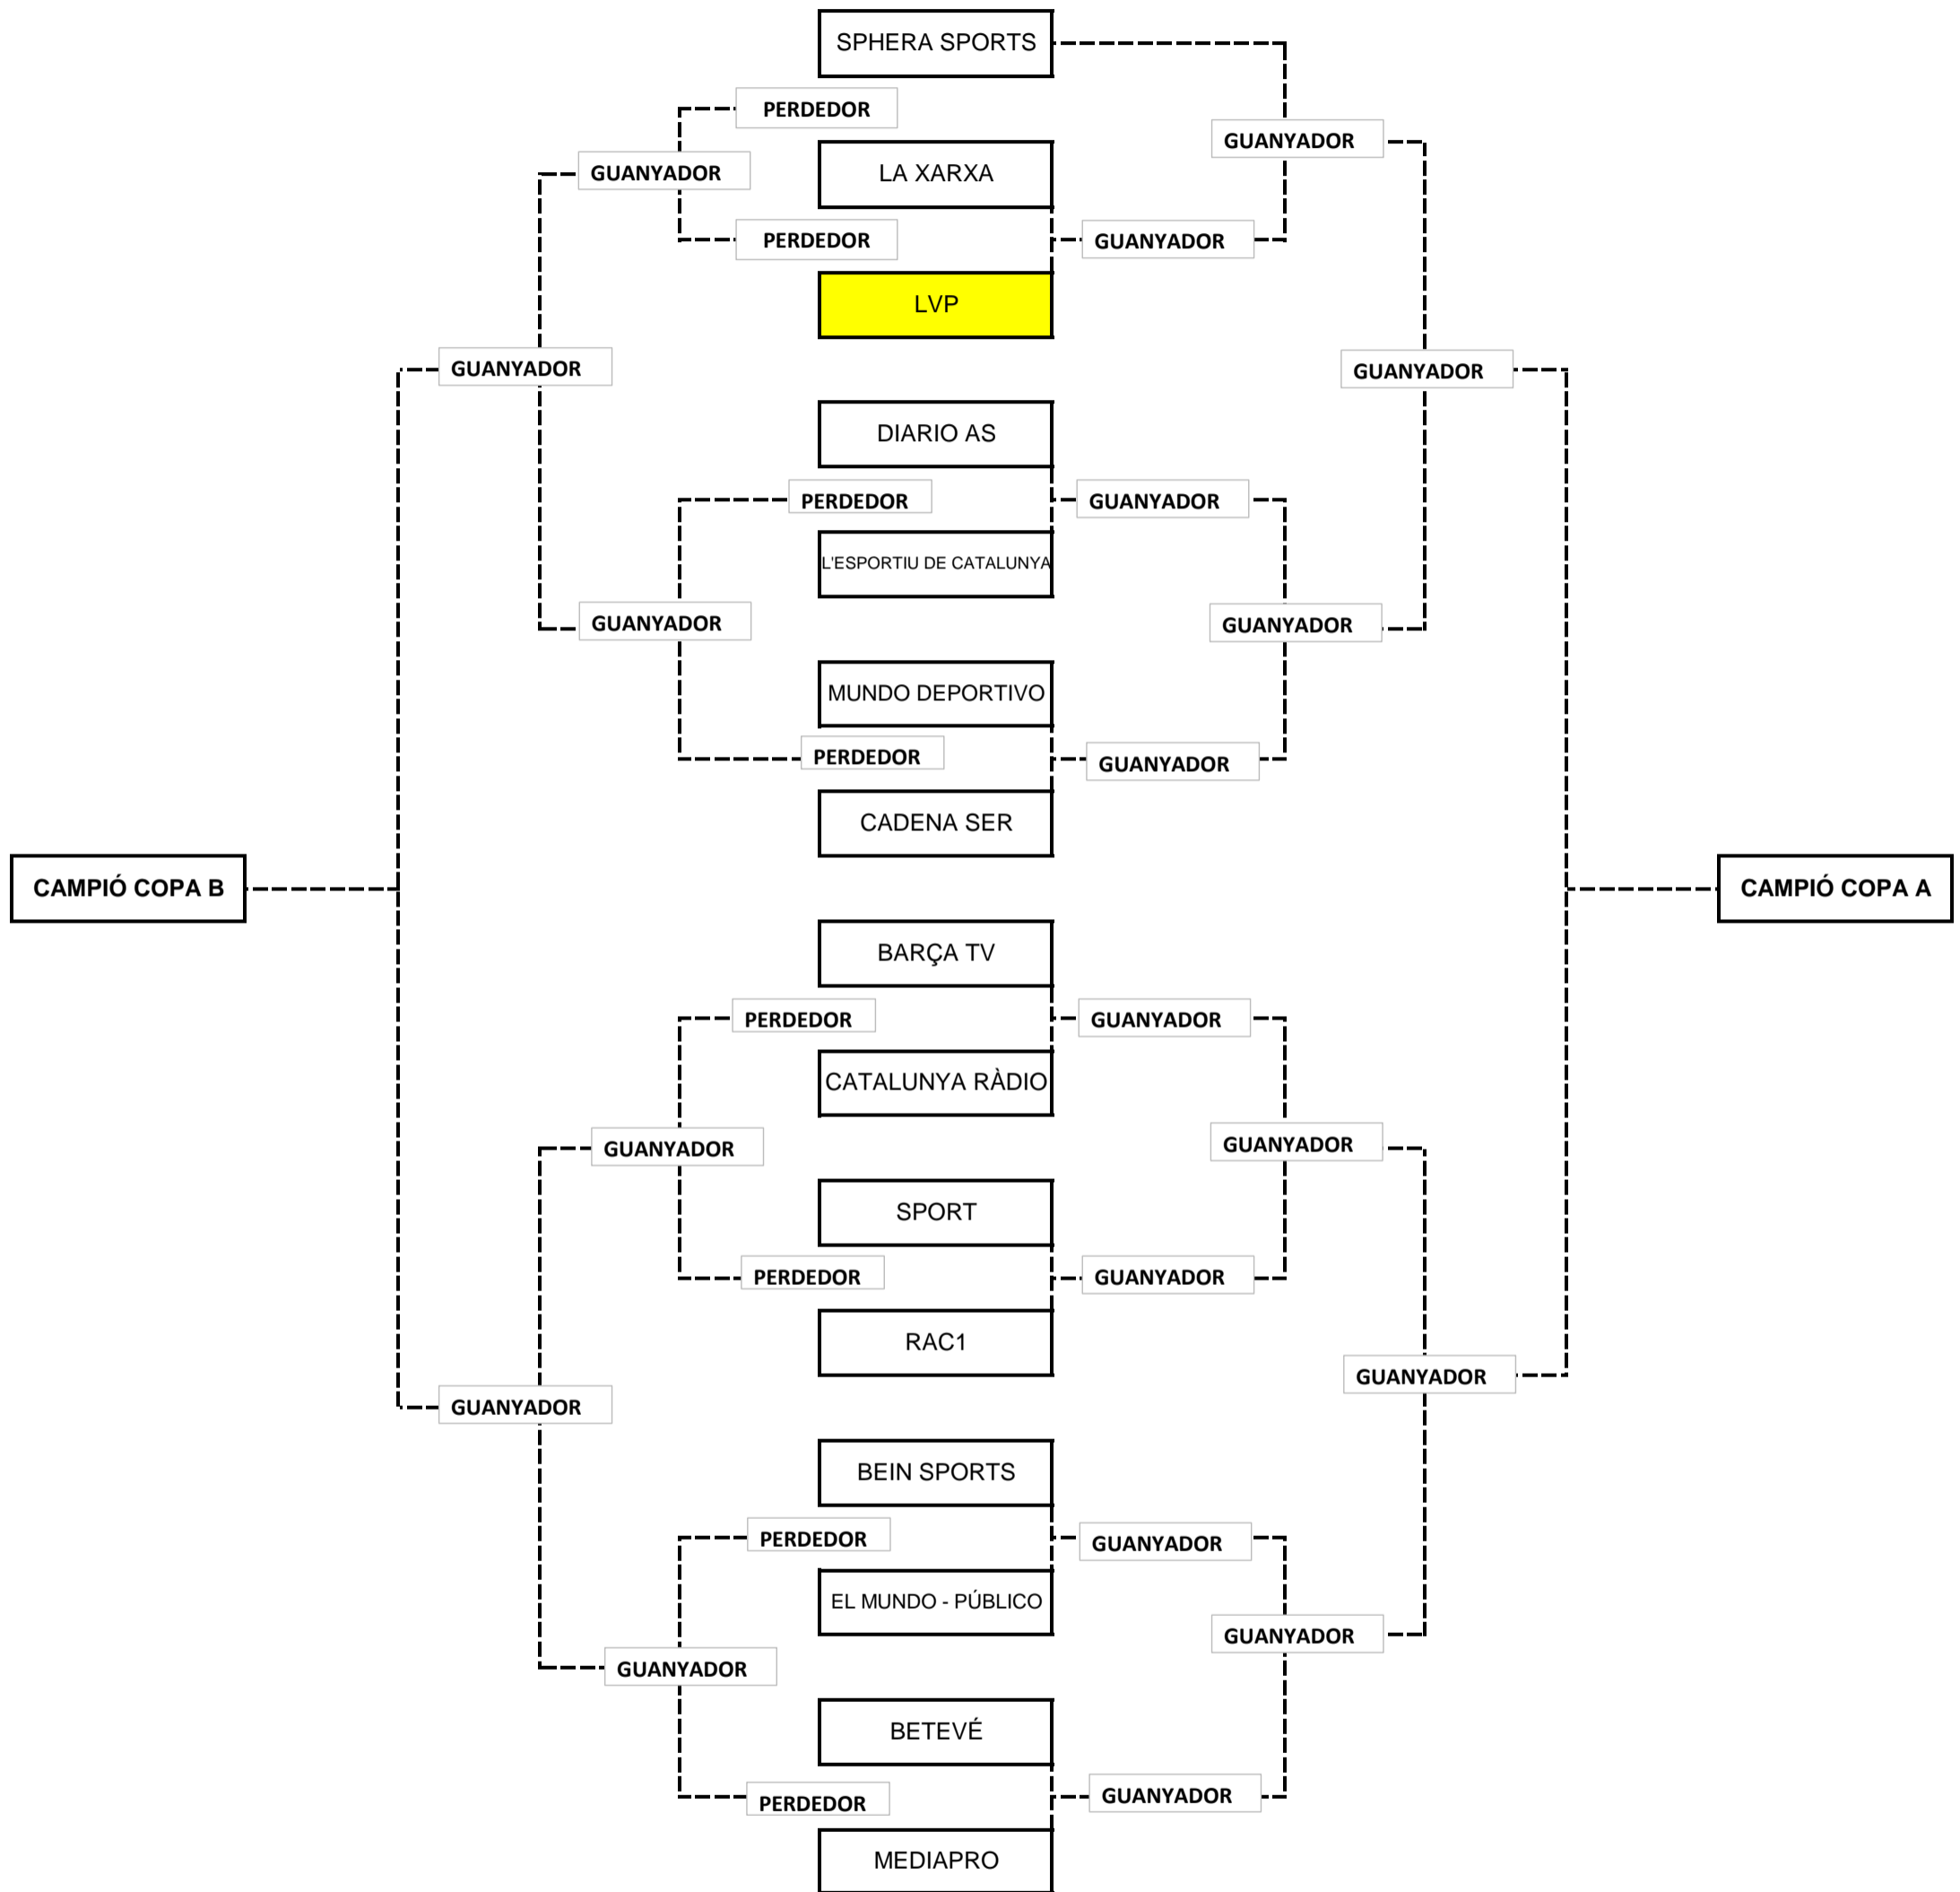 SPHERA SPORTS
PERDEDOR
GUANYADOR
LA XARXA
GUANYADOR
PERDEDOR
GUANYADOR
LVP
GUANYADOR
GUANYADOR
DIARIO AS
PERDEDOR
GUANYADOR
L'ESPORTIU DE CATALUNYA
GUANYADOR
GUANYADOR
MUNDO DEPORTIVO
PERDEDOR
GUANYADOR
CADENA SER
CAMPIÓ COPA B
CAMPIÓ COPA A
BARÇA TV
PERDEDOR
GUANYADOR
CATALUNYA RÀDIO
GUANYADOR
GUANYADOR
SPORT
PERDEDOR
GUANYADOR
RAC1
GUANYADOR
GUANYADOR
BEIN SPORTS
PERDEDOR
GUANYADOR
EL MUNDO - PÚBLICO
GUANYADOR
GUANYADOR
BETEVÉ
PERDEDOR
GUANYADOR
MEDIAPRO